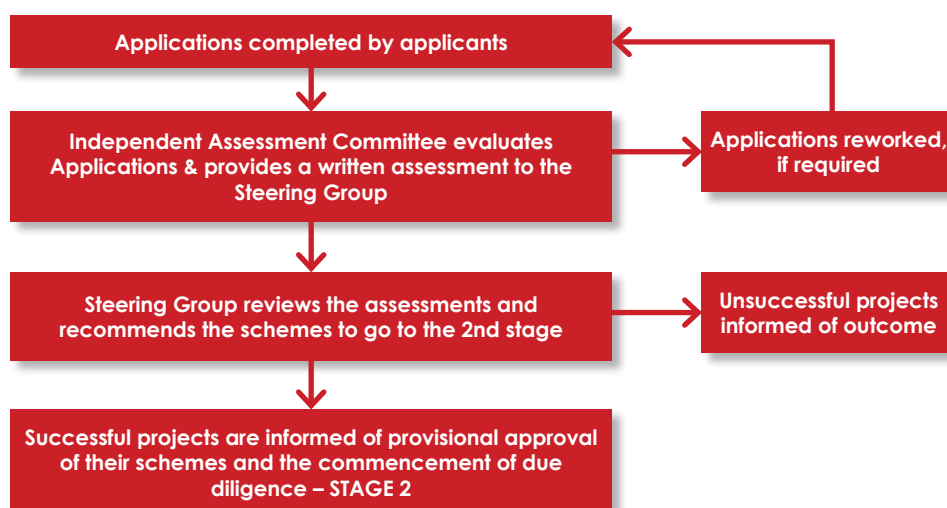 Applications completed by applicants
Independent Assessment Committee evaluates
Applications & provides a written assessment to the
Steering Group
Applications reworked,
if required
Steering Group reviews the assessments and
recommends the schemes to go to the 2nd stage
Unsuccessful projects
informed of outcome
Successful projects are informed of provisional approval
of their schemes and the commencement of due
diligence – STAGE 2